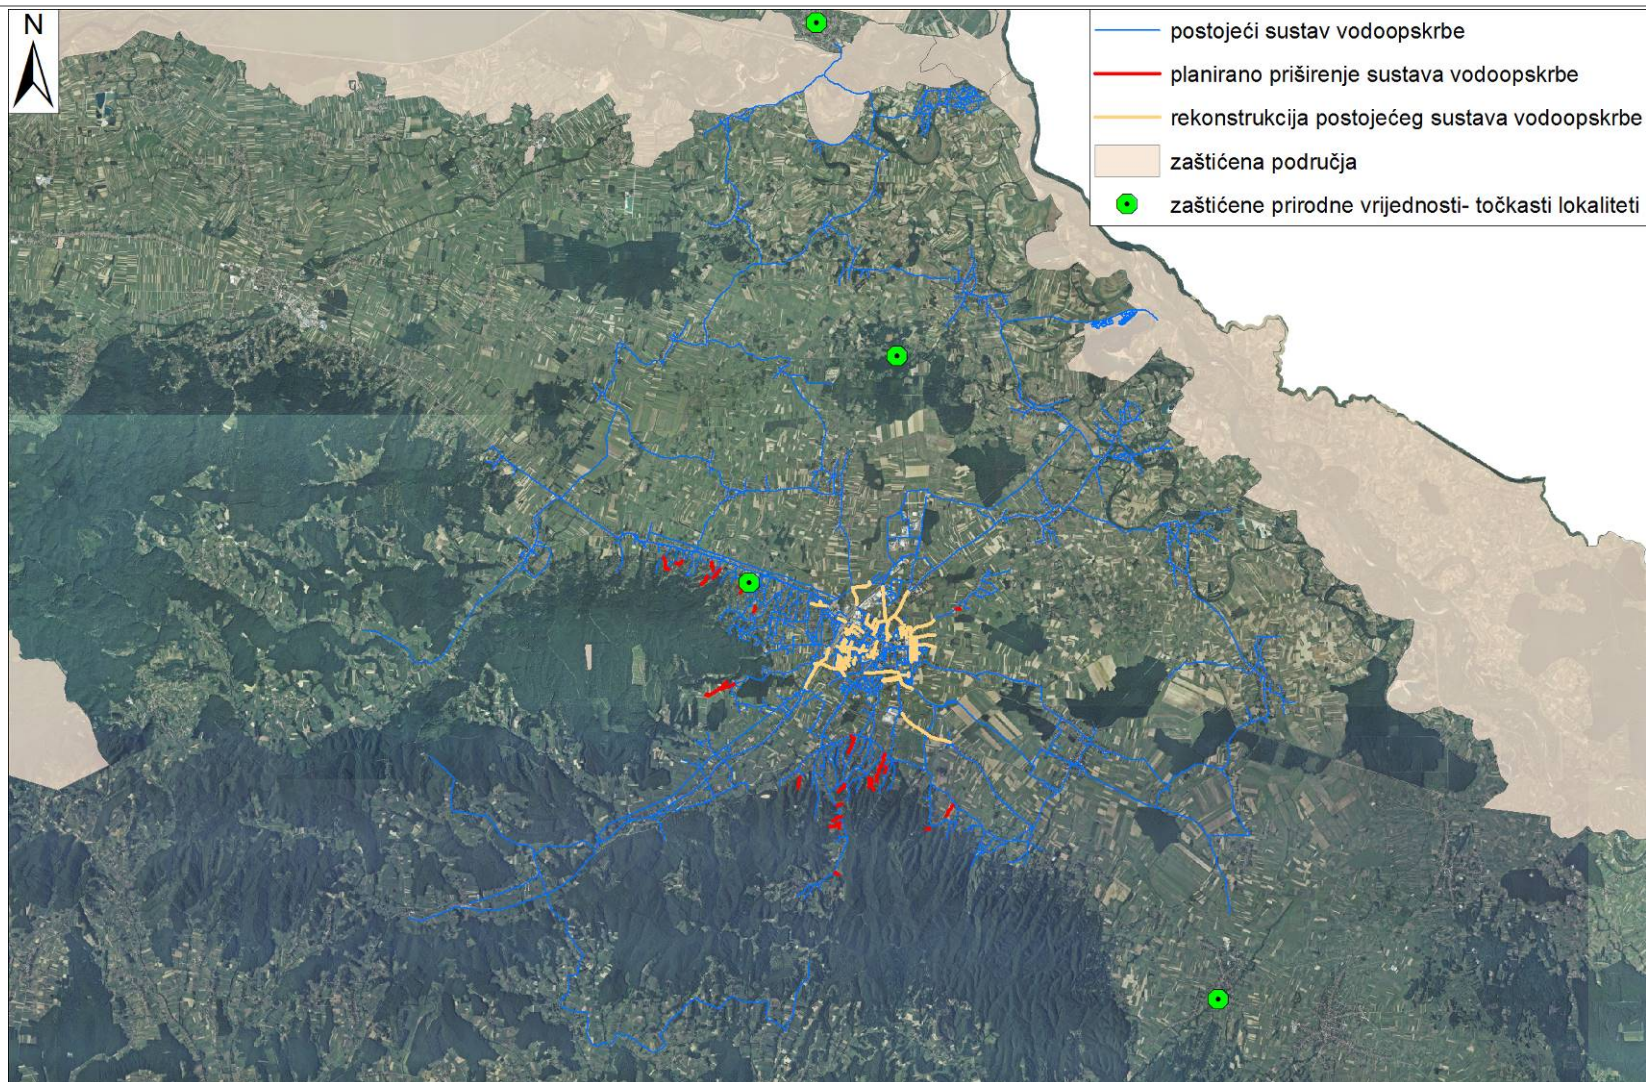 N
postojeći sustav vodoopskrbe
planirano priširenje sustava vodoopskrbe
rekonstrukcija postojećeg sustava vodoopskrbe
zaštićena područja
zaštićene prirodne vrijednosti- točkasti lokaliteti